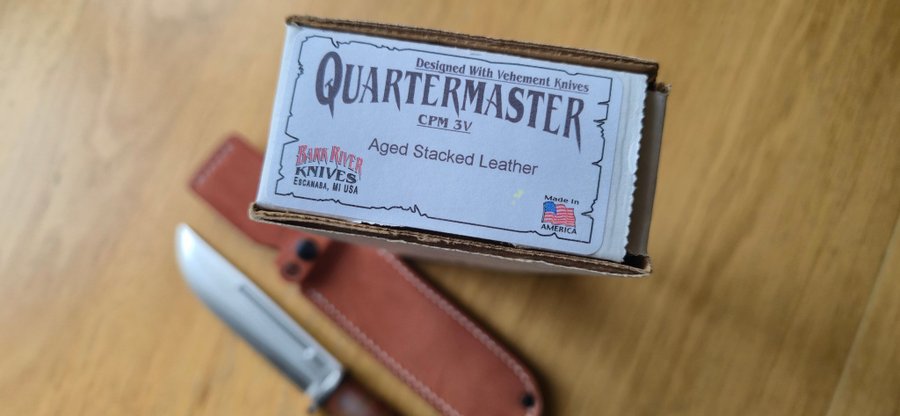 Designed With Vehement Knives
QUARTERMASTER
CPM 3V
Aged Stacked Leather
BARK RIVER
KNIVES
ESCANABA, MI USA
Made In
AMERICA